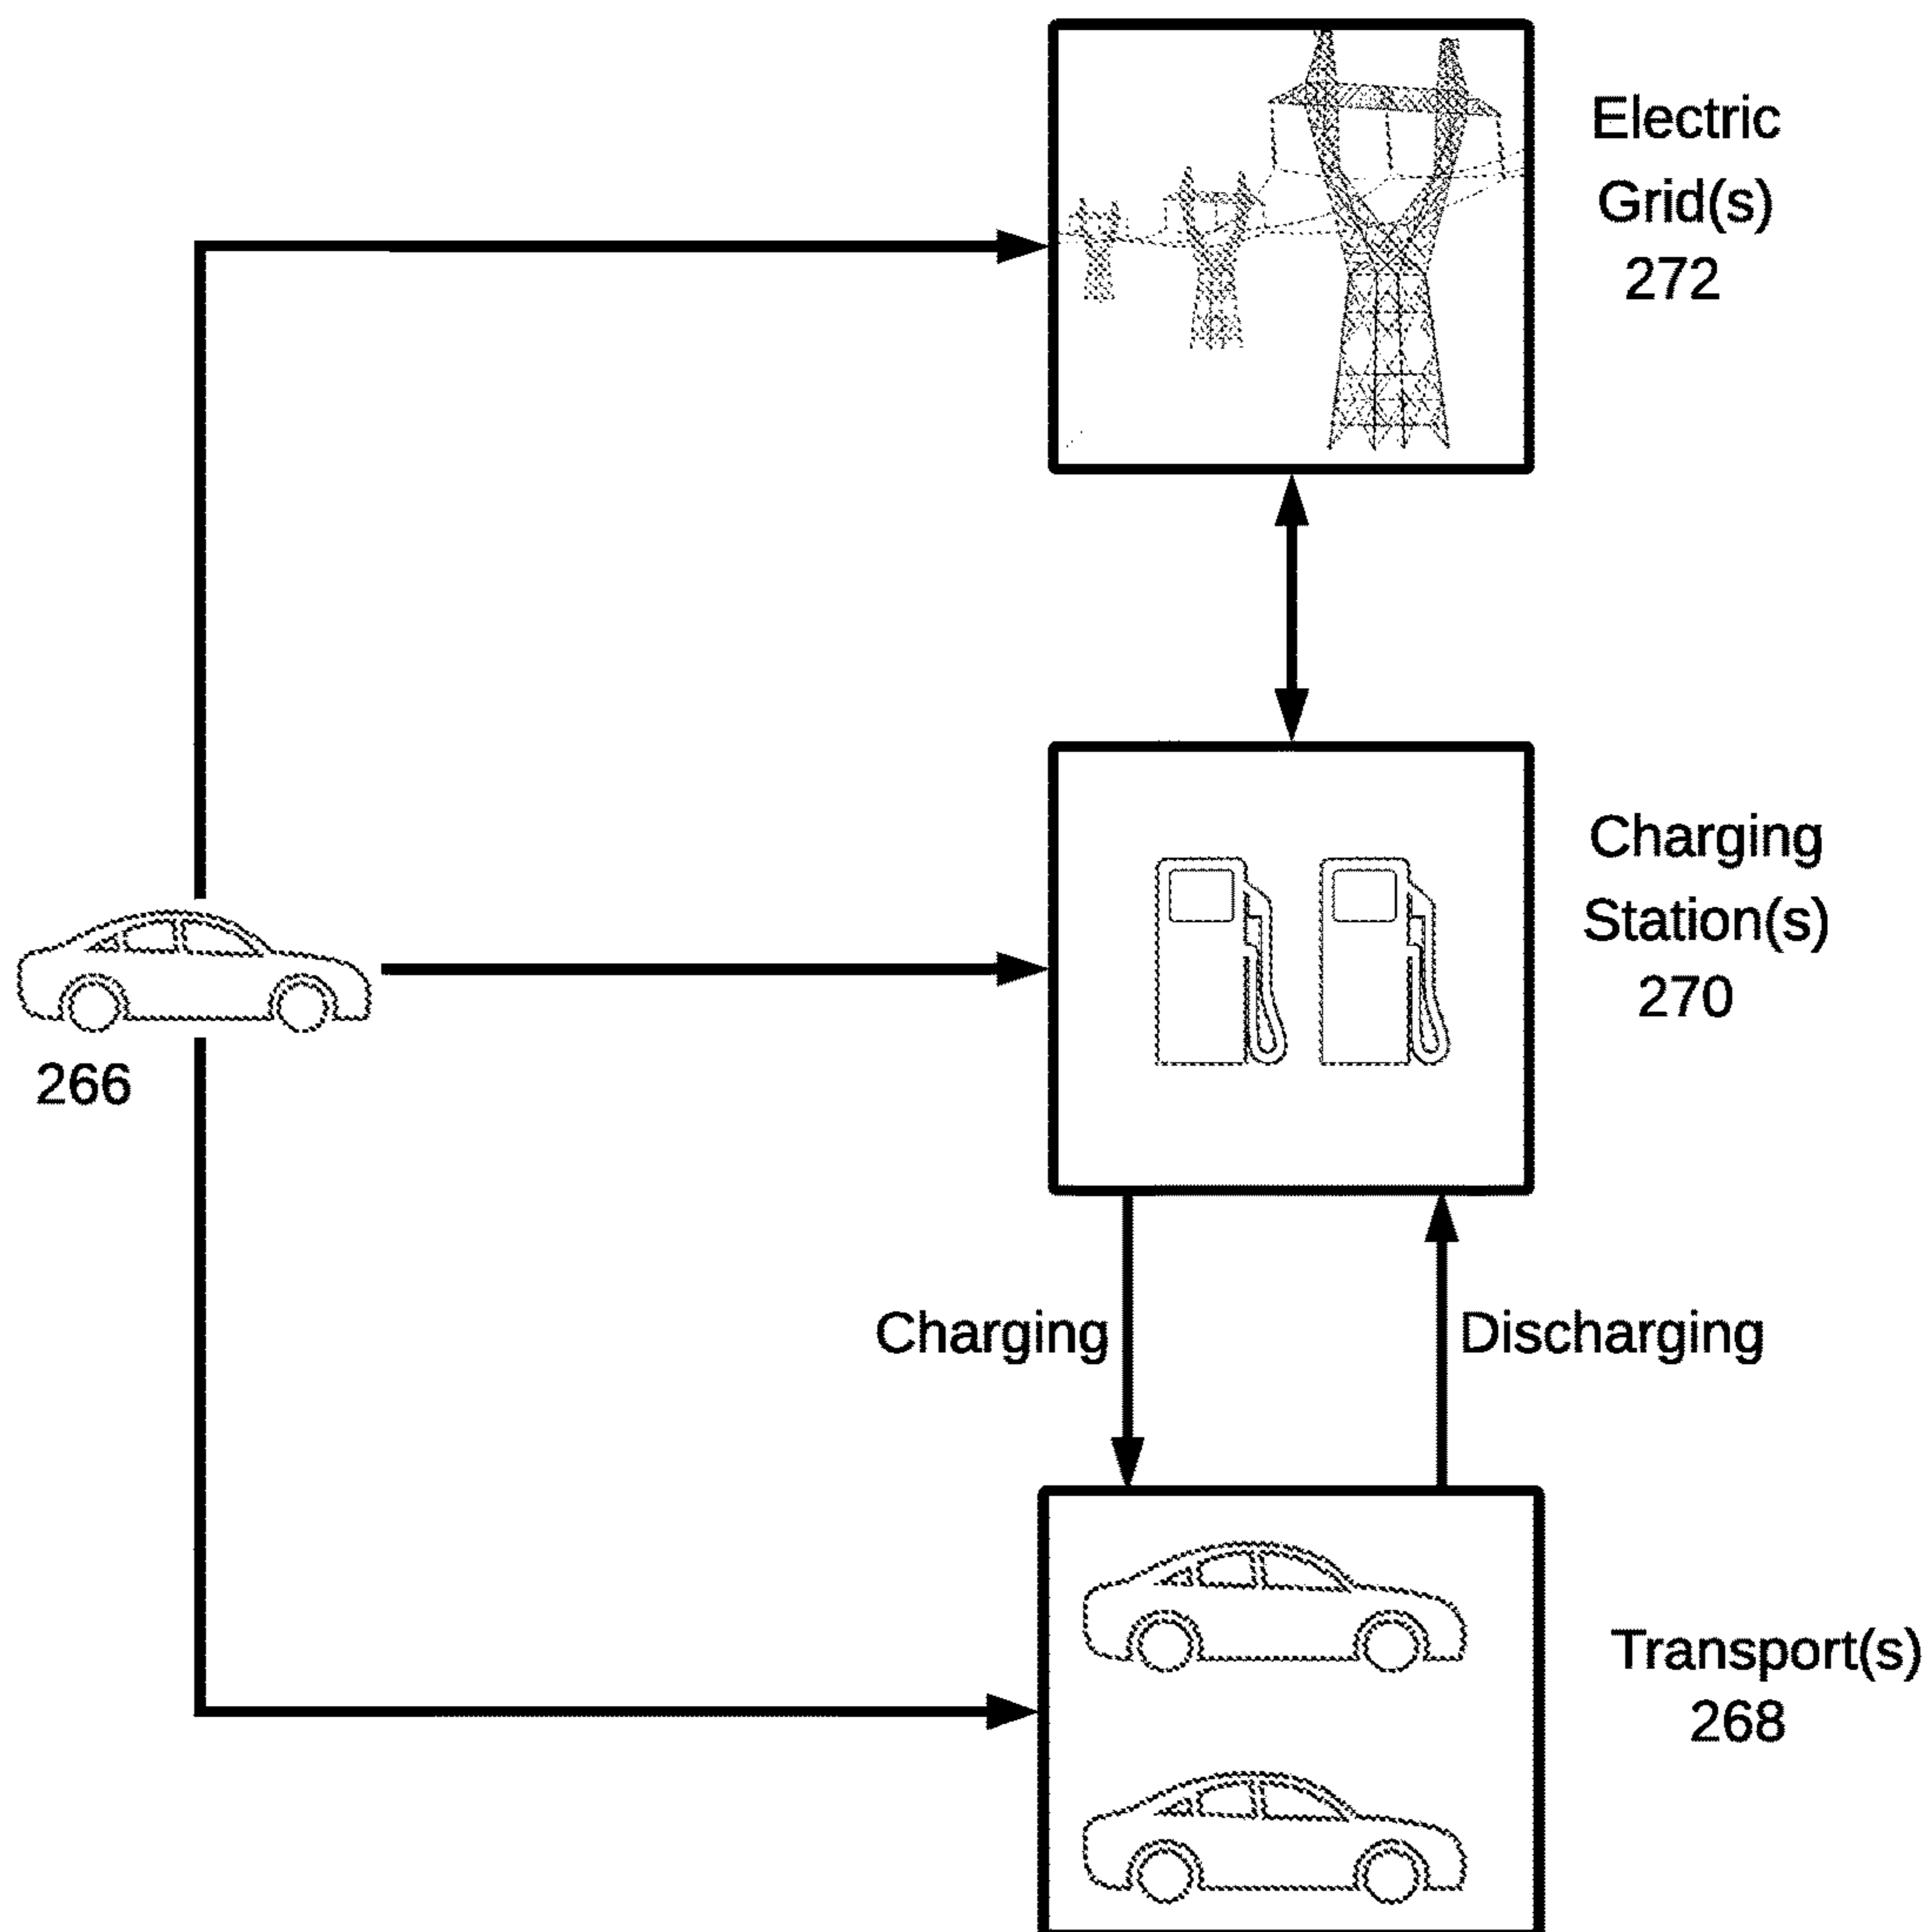 Electric
Grid(s)
272
Charging
Station(s)
270
266
Charging
Discharging
Transport(s)
268